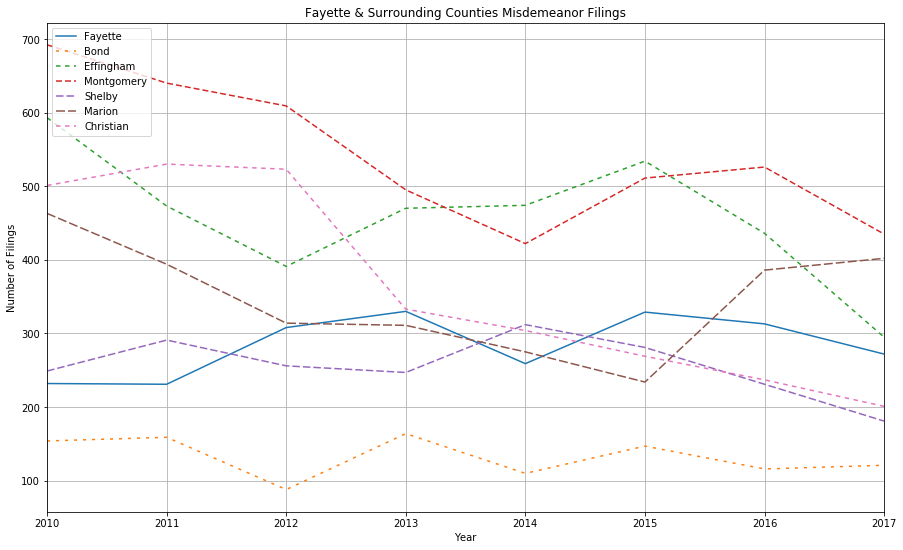 Fayette & Surrounding Counties Misdemeanor Filings
700
600
500
400
300
200
100
Number of Filings
Fayette
Bond
Effingham
Montgomery
Shelby
Marion
Christian
2010 2011 2012 2013 2014 2015 2016 2017
Year